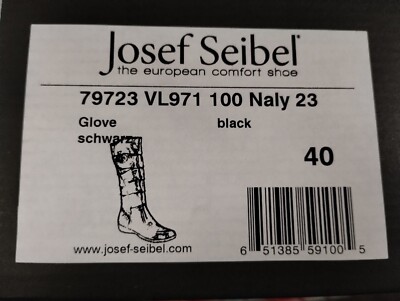 Josef Seibel®
the european comfort shoe
79723 VL971 100 Naly 23
Glove black
schwarz
40
www.josef-seibel.com
6 51385 59100 5